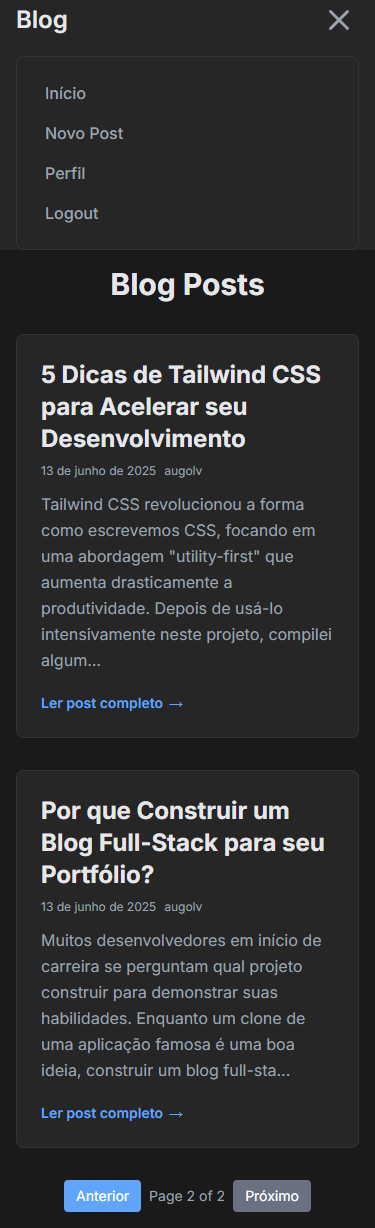 Blog
Início
Novo Post
Perfil
Logout
Blog Posts
5 Dicas de Tailwind CSS
para Acelerar seu
Desenvolvimento
13 de junho de 2025 augolv
Tailwind CSS revolucionou a forma
como escrevemos CSS, focando em
uma abordagem "utility-first" que
aumenta drasticamente a
produtividade. Depois de usá-lo
intensivamente neste projeto, compilei
algum...
Ler post completo →
Por que Construir um
Blog Full-Stack para seu
Portfólio?
13 de junho de 2025 augolv
Muitos desenvolvedores em início de
carreira se perguntam qual projeto
construir para demonstrar suas
habilidades. Enquanto um clone de
uma aplicação famosa é uma boa
ideia, construir um blog full-sta...
Ler post completo →
Anterior Page 2 of 2 Próximo